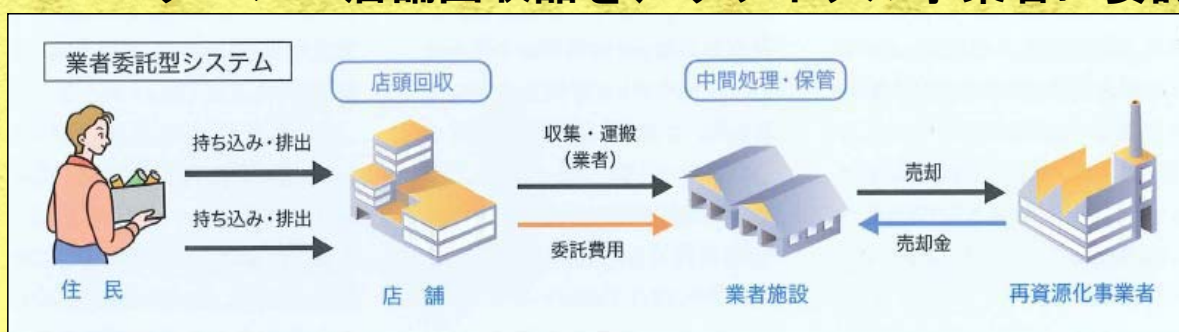 業者委託型システム
店頭回収
中間処理・保管
持ち込み・排出
持ち込み・排出
収集・運搬
（業者）
委託費用
売却
売却金
住　民
店　舗
業者施設
再資源化事業者